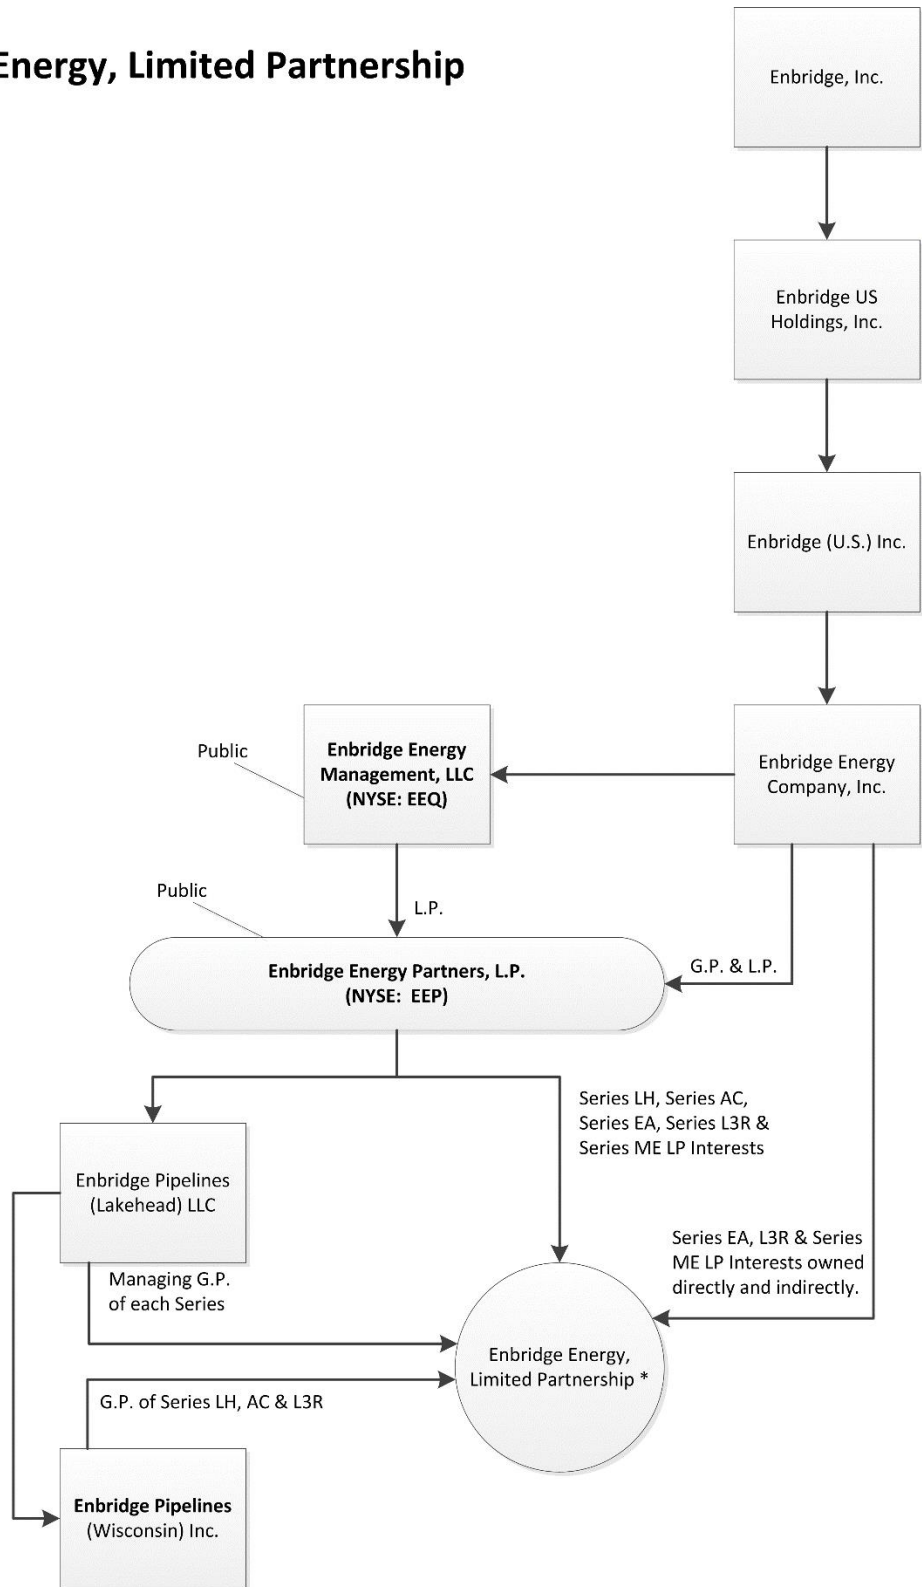 Energy, Limited Partnership
Enbridge, Inc.
Enbridge US
Holdings, Inc.
Enbridge (U.S.) Inc.
Public
Enbridge Energy
Management, LLC
(NYSE: EEQ)
Enbridge Energy
Company, Inc.
Public
L.P.
Enbridge Energy Partners, L.P.
(NYSE: EEP)
G.P. & L.P.
Series LH, Series AC,
Series EA, Series L3R &
Series ME LP Interests
Enbridge Pipelines
(Lakehead) LLC
Series EA, L3R & Series
ME LP Interests owned
directly and indirectly.
Managing G.P.
of each Series
Enbridge Energy,
Limited Partnership *
G.P. of Series LH, AC & L3R
Enbridge Pipelines
(Wisconsin) Inc.